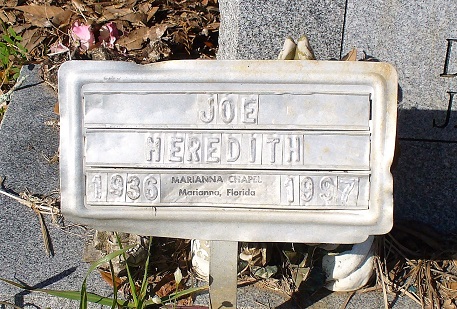 JOE
MEREDITH
1936 MARIANNA CHAPEL 1997
Marianna, Florida